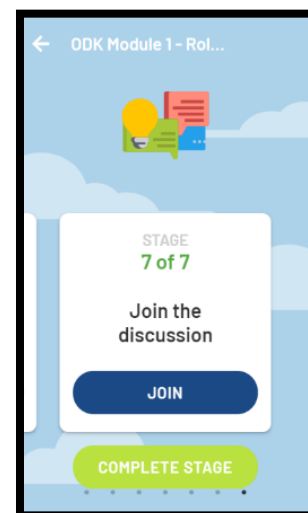 ODK Module 1 - Rol...
STAGE
7 of 7
Join the
discussion
JOIN
COMPLETE STAGE